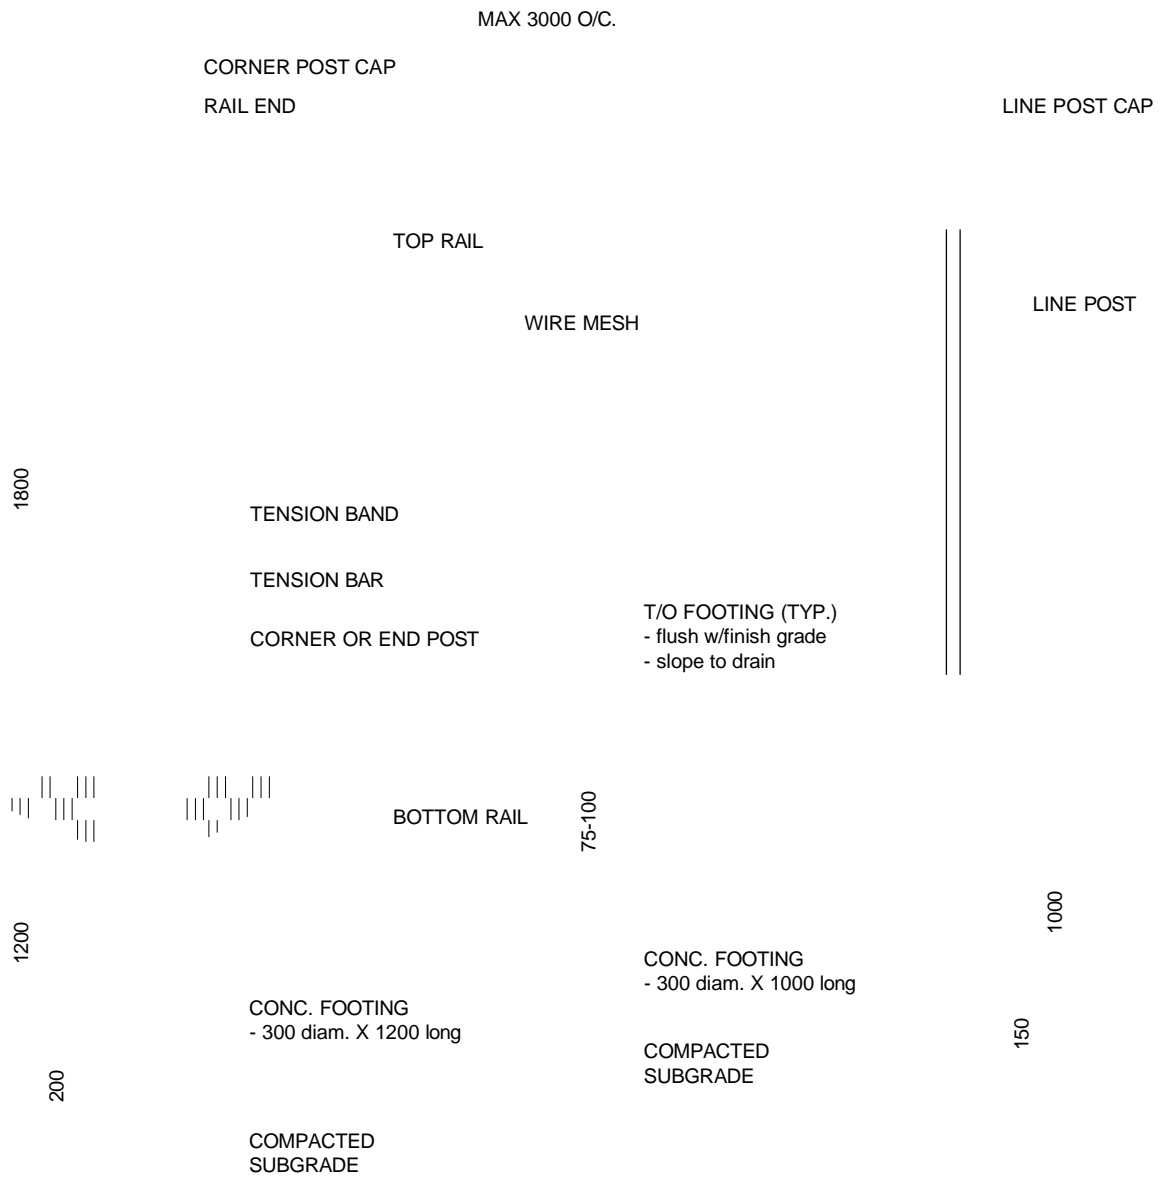 MAX 3000 O/C.
CORNER POST CAP
RAIL END
LINE POST CAP
TOP RAIL
LINE POST
WIRE MESH
1800
TENSION BAND
TENSION BAR
CORNER OR END POST
T/O FOOTING (TYP.)
- flush w/finish grade
- slope to drain
BOTTOM RAIL
75-100
1200
1000
CONC. FOOTING
- 300 diam. X 1000 long
CONC. FOOTING
- 300 diam. X 1200 long
150
COMPACTED
SUBGRADE
200
COMPACTED
SUBGRADE